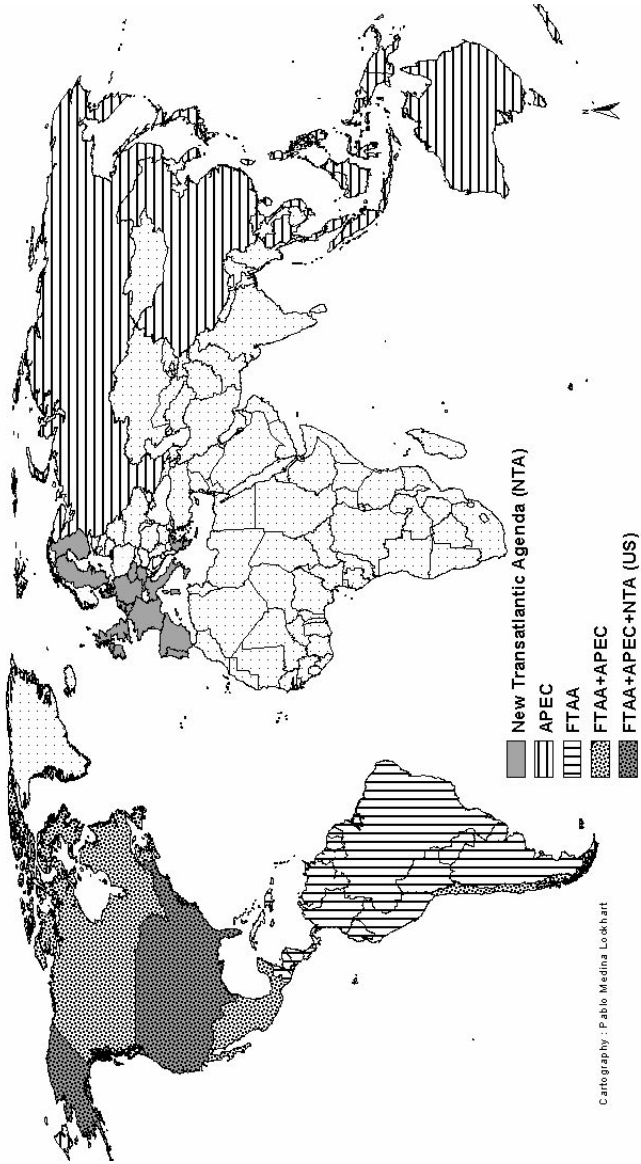 N
New Transatlantic Agenda (NTA)
APEC
FTAA
FTAA+APEC
FTAA+APEC+NTA (US)
Cartography : Pablo Medina Lockhart